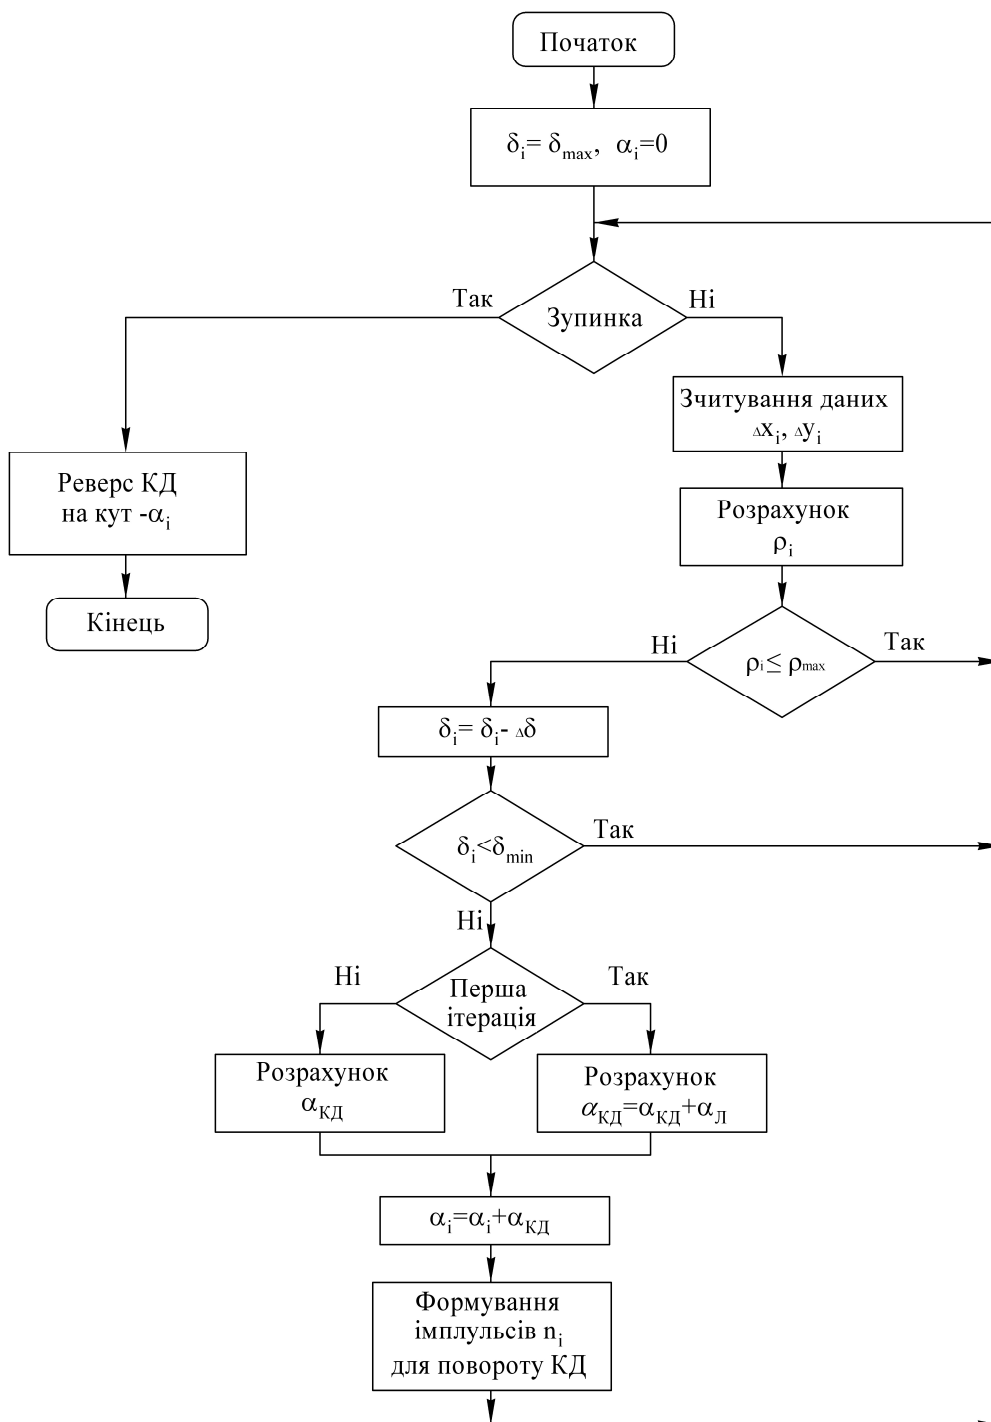 Початок
δi= δmax, αi=0
Так
Ні
Зупинка
Зчитування даних
Δxi, Δyi
Реверс КД
на кут -αi
Розрахунок
ρi
Кінець
Ні
Так
ρi≤ ρmax
δi= δi- Δδ
Так
δi<δmin
Ні
Ні
Так
Перша
ітерація
Розрахунок
αКД
Розрахунок
αКД=αКД+αЛ
αi=αi+αКД
Формування
імплульсів ni
для повороту КД